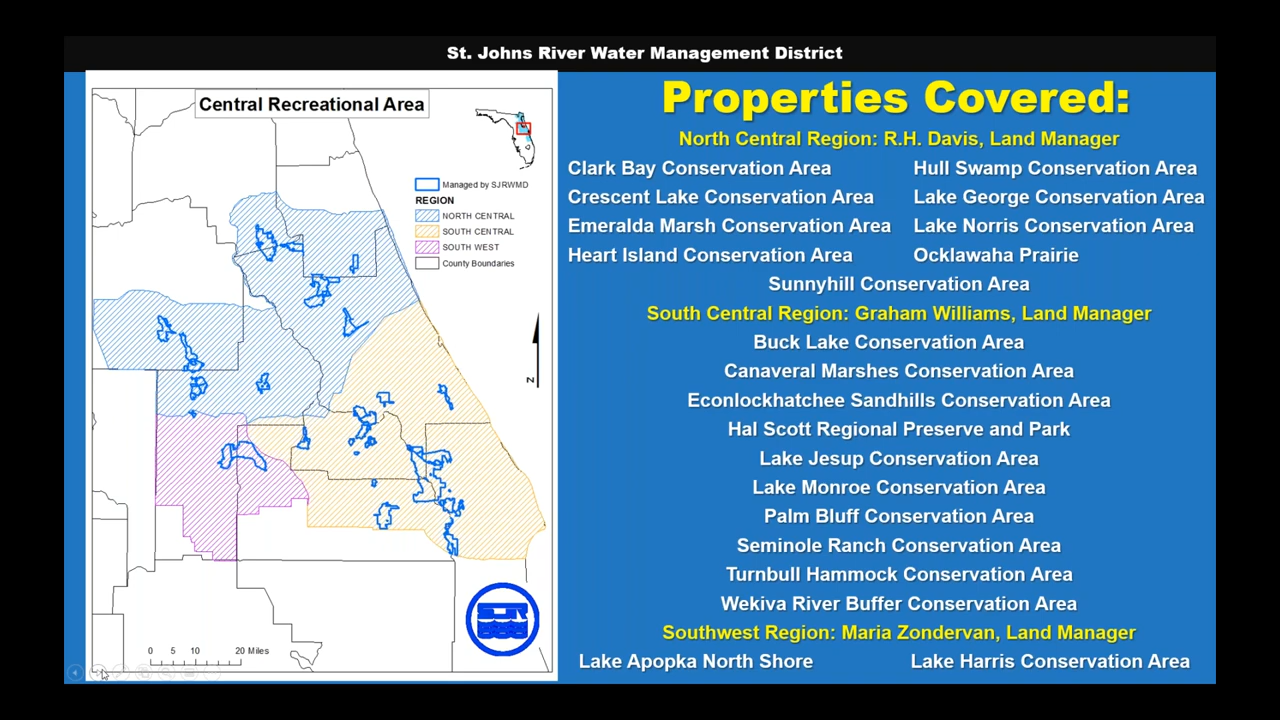 St. Johns River Water Management District
Central Recreational Area
Managed by SJRWMD
REGION
NORTH CENTRAL
SOUTH CENTRAL
SOUTH WEST
County Boundaries
N
SJR
0 5 10 20 Miles
Properties Covered:
North Central Region: R.H. Davis, Land Manager
Clark Bay Conservation Area Hull Swamp Conservation Area
Crescent Lake Conservation Area Lake George Conservation Area
Emeralda Marsh Conservation Area Lake Norris Conservation Area
Heart Island Conservation Area Ocklawaha Prairie
Sunnyhill Conservation Area
South Central Region: Graham Williams, Land Manager
Buck Lake Conservation Area
Canaveral Marshes Conservation Area
Econlockhatchee Sandhills Conservation Area
Hal Scott Regional Preserve and Park
Lake Jesup Conservation Area
Lake Monroe Conservation Area
Palm Bluff Conservation Area
Seminole Ranch Conservation Area
Turnbull Hammock Conservation Area
Wekiva River Buffer Conservation Area
Southwest Region: Maria Zondervan, Land Manager
Lake Apopka North Shore Lake Harris Conservation Area